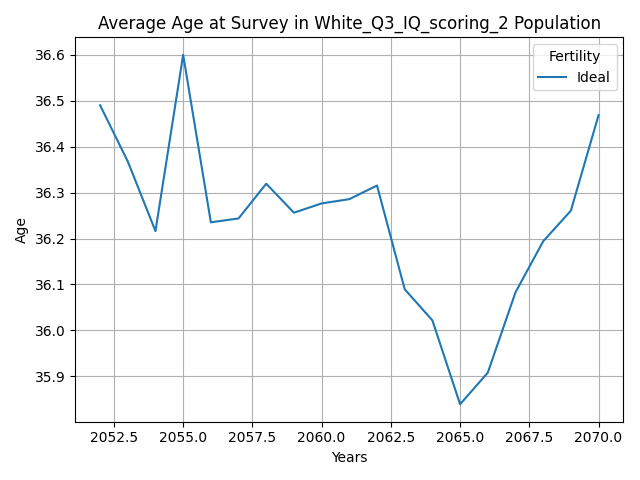 Average Age at Survey in White_Q3_IQ_scoring_2 Population
Fertility
Ideal
36.6
36.5
36.4
36.3
36.2
36.1
36.0
35.9
Age
2052.5 2055.0 2057.5 2060.0 2062.5 2065.0 2067.5 2070.0
Years